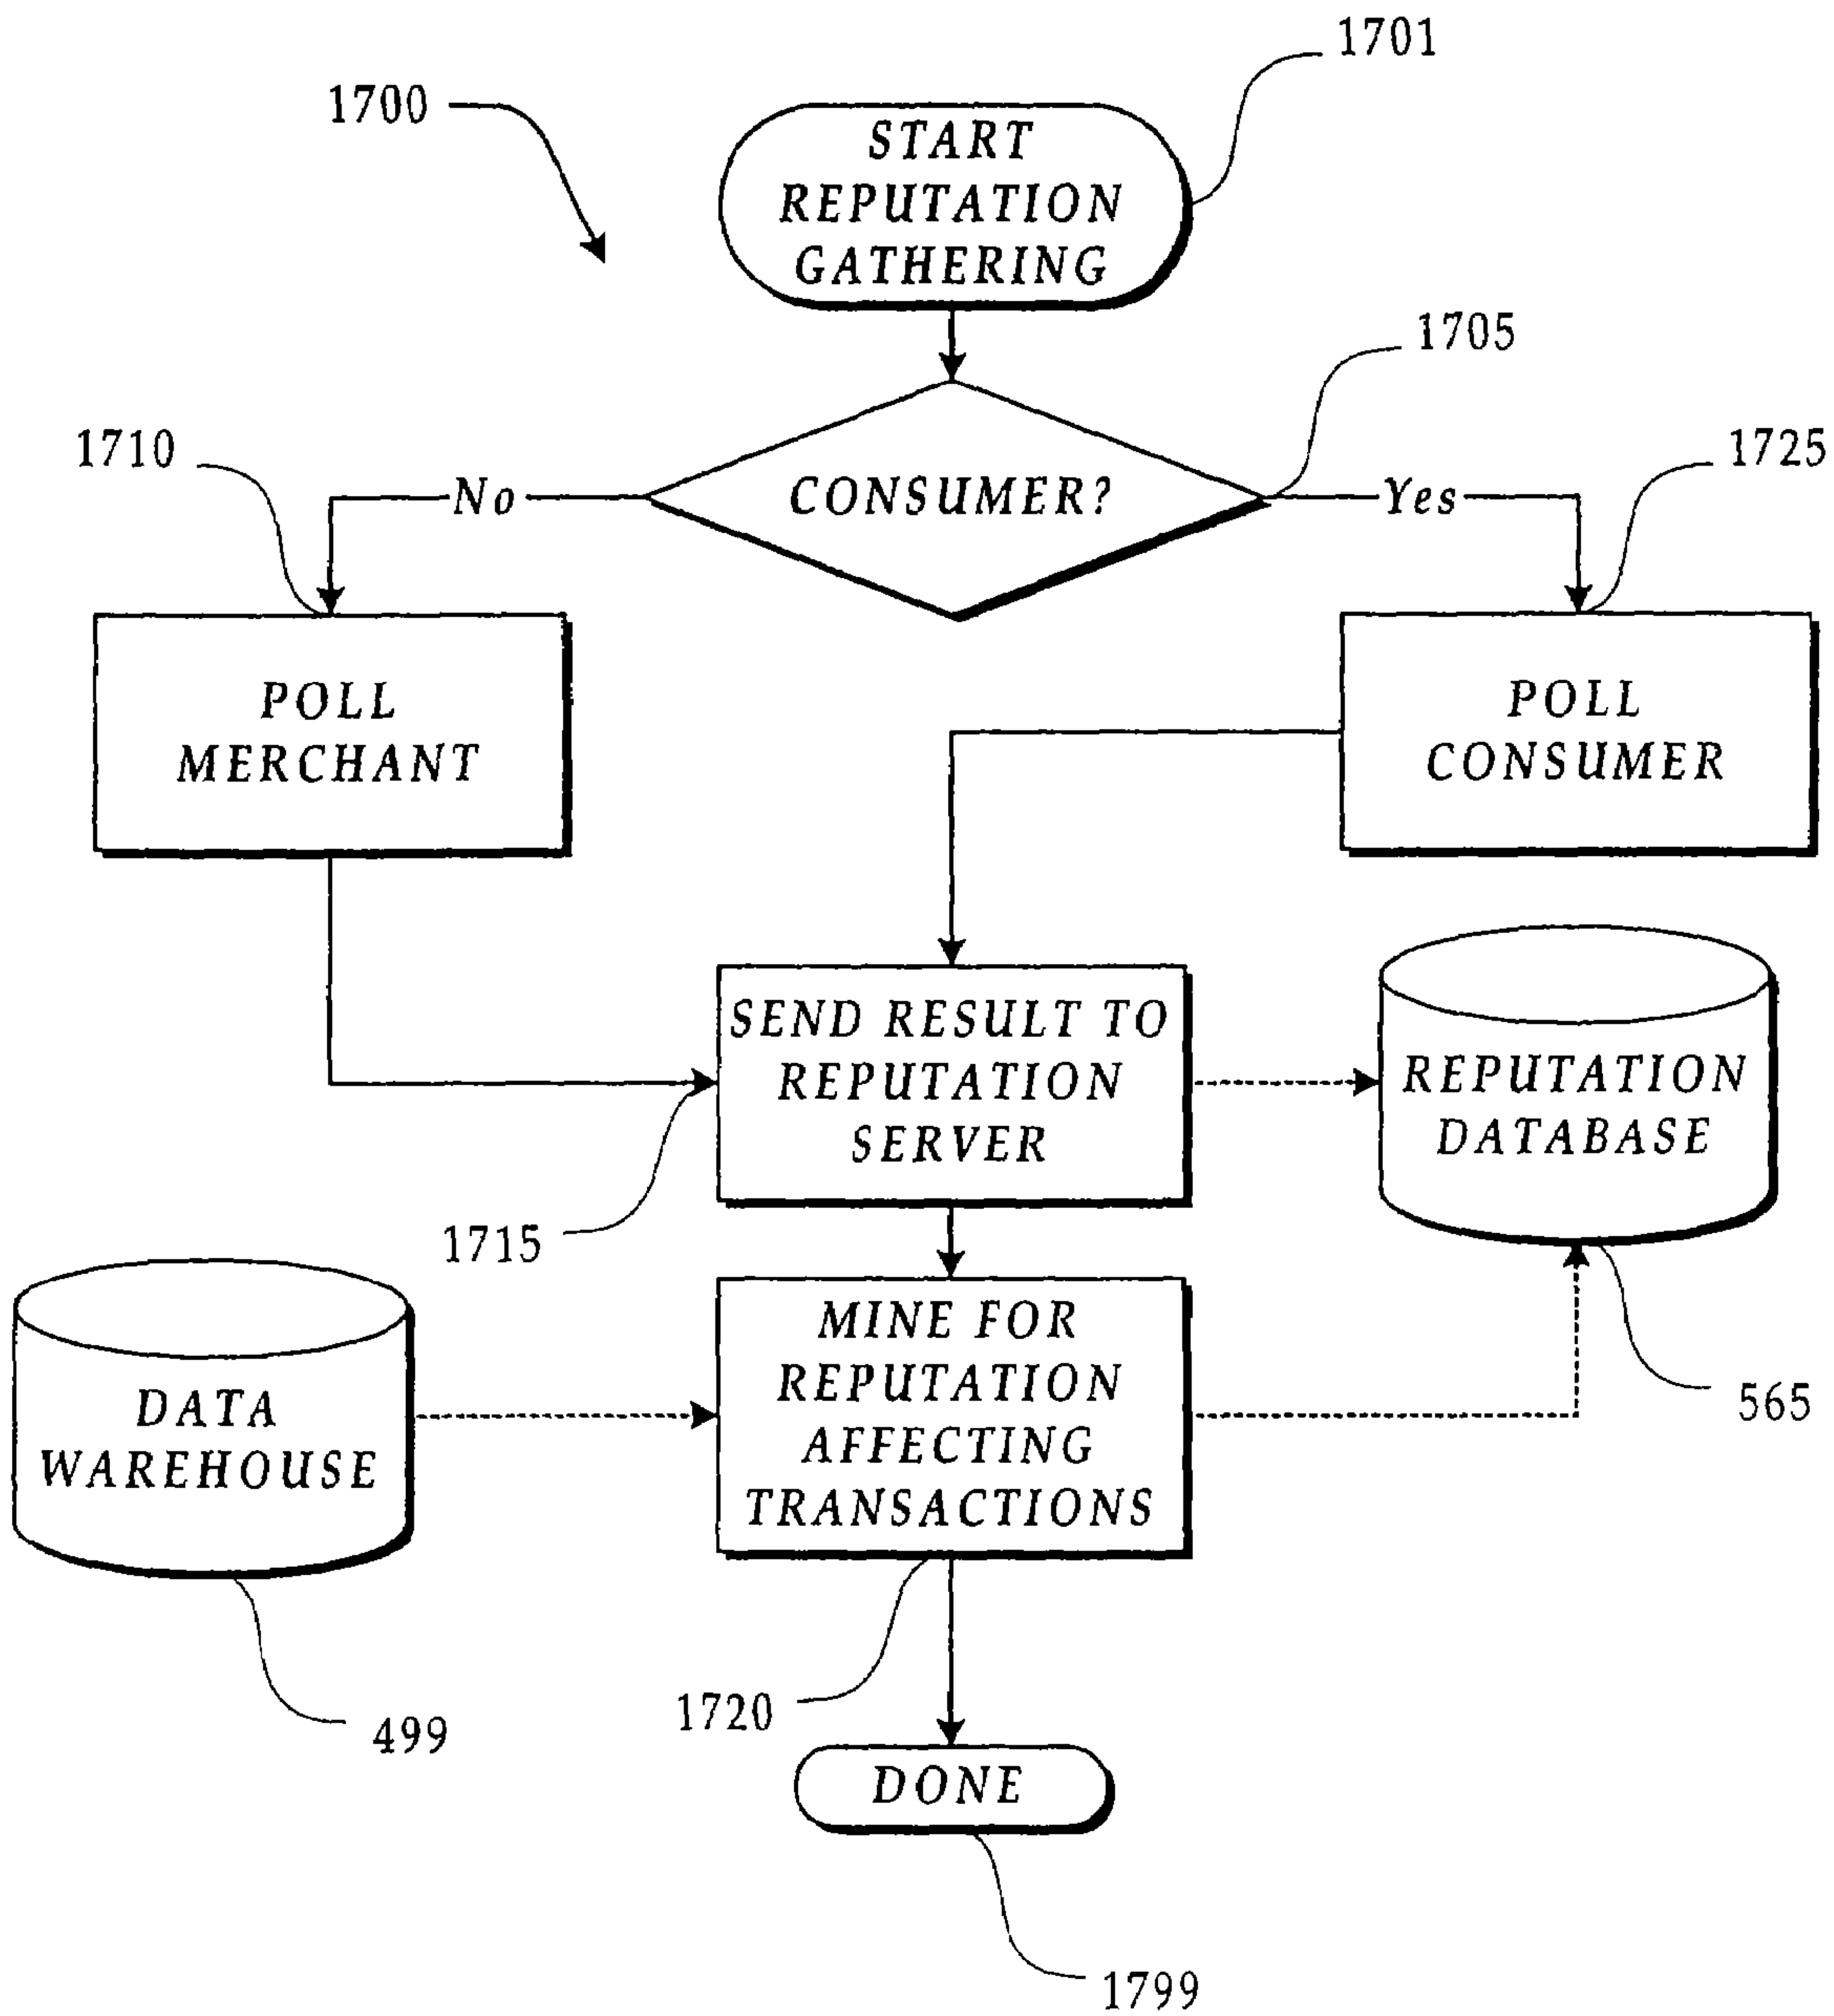 1701
1700
START
REPUTATION
GATHERING
1705
1710
1725
No
CONSUMER?
Yes
POLL
MERCHANT
POLL
CONSUMER
SEND RESULT TO
REPUTATION
SERVER
REPUTATION
DATABASE
1715
MINE FOR
REPUTATION
AFFECTING
TRANSACTIONS
DATA
WAREHOUSE
565
1720
499
DONE
1799